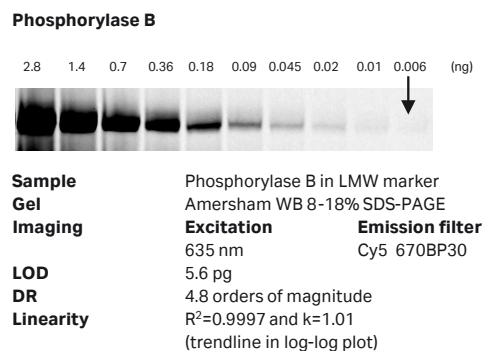 Phosphorylase B
2.8 1.4 0.7 0.36 0.18 0.09 0.045 0.02 0.01 0.006 (ng)
Sample Phosphorylase B in LMW marker
Gel Amersham WB 8-18% SDS-PAGE
Imaging Excitation Emission filter
635 nm Cy5 670BP30
LOD 5.6 pg
DR 4.8 orders of magnitude
Linearity R²=0.9997 and k=1.01
(trendline in log-log plot)